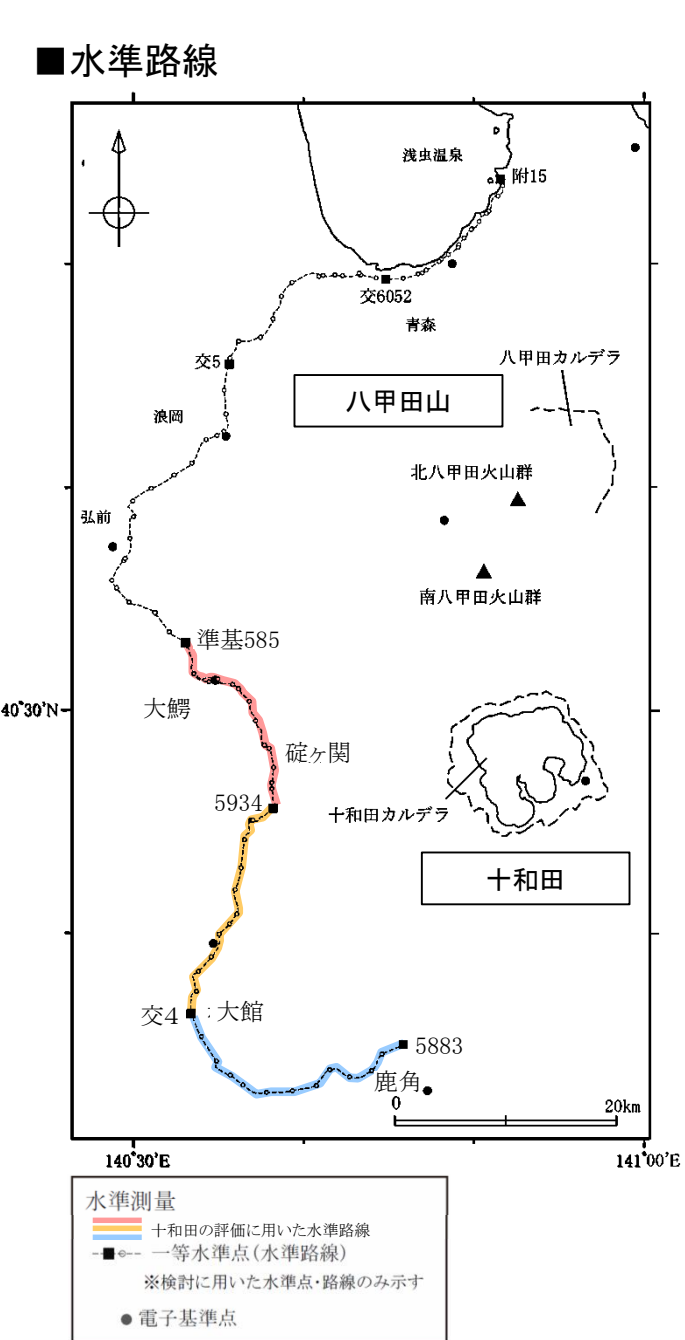 ■水準路線
浅虫温泉
附15
交6052
青森
八甲田カルデラ
交5
八甲田山
浪岡
北八甲田火山群
弘前
南八甲田火山群
準基585
40°30′N
大鰐
碇ヶ関
5934
十和田カルデラ
十和田
交4
大館
5883
鹿角
0
20km
140°30′E
141°00′E
水準測量
十和田の評価に用いた水準路線
一等水準点(水準路線)
※検討に用いた水準点・路線のみ示す
電子基準点